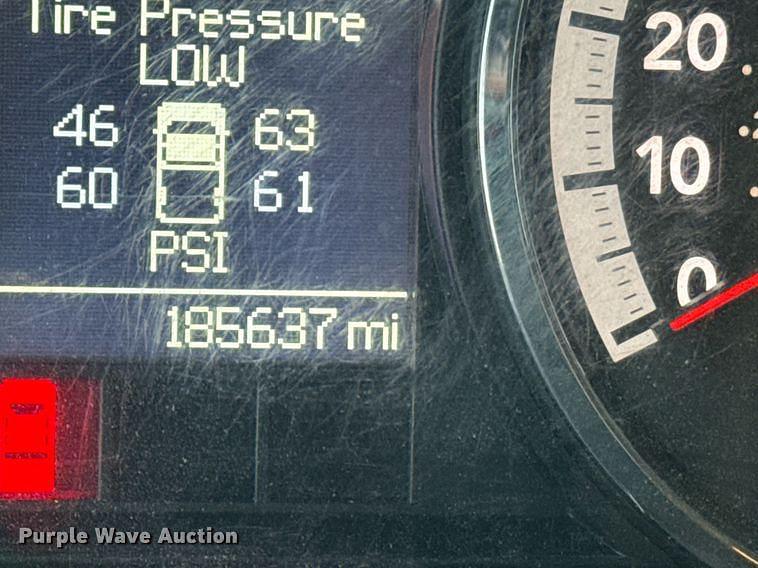 Tire Pressure
LOW
46 63
60 61
PSI
185637 mi
20
10
0
Purple Wave Auction